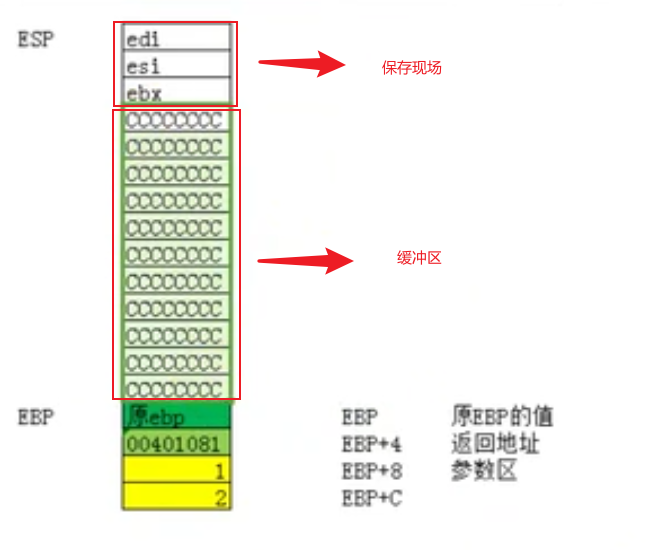 ESP edi
esi 保存现场
ebx
CCCCCCCC
CCCCCCCC
CCCCCCCC
CCCCCCCC
CCCCCCCC
CCCCCCCC 缓冲区
CCCCCCCC
CCCCCCCC
CCCCCCCC
CCCCCCCC
CCCCCCCC
EBP 原ebp EBP 原EBP的值
00401081 EBP+4 返回地址
1 EBP+8 参数区
2 EBP+C